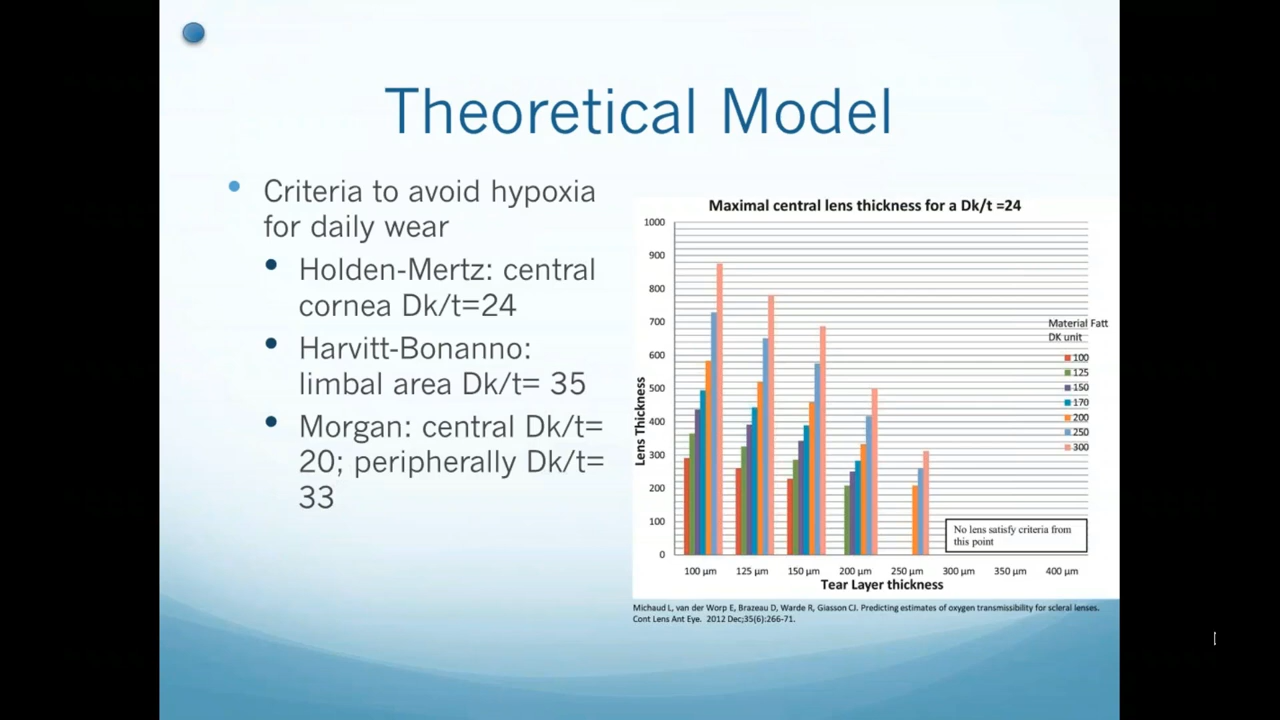 Theoretical Model
Criteria to avoid hypoxia
for daily wear
Holden-Mertz: central
cornea Dk/t=24
Harvitt-Bonanno:
limbal area Dk/t= 35
Morgan: central Dk/t=
20; peripherally Dk/t=
33
Maximal central lens thickness for a Dk/t =24
1000
900
800
700
600
500
400
300
200
100
0
Lens Thickness
100 µm 125 µm 150 µm 200 µm 250 µm 300 µm 350 µm 400 µm
Tear Layer thickness
Material Fatt
DK unit
100
125
150
170
200
250
300
No lens satisfy criteria from
this point
Michaud L, van der Worp E, Brazeau D, Warde R, Giasson CJ. Predicting estimates of oxygen transmissibility for scleral lenses.
Cont Lens Ant Eye. 2012 Dec;35(6):266-71.